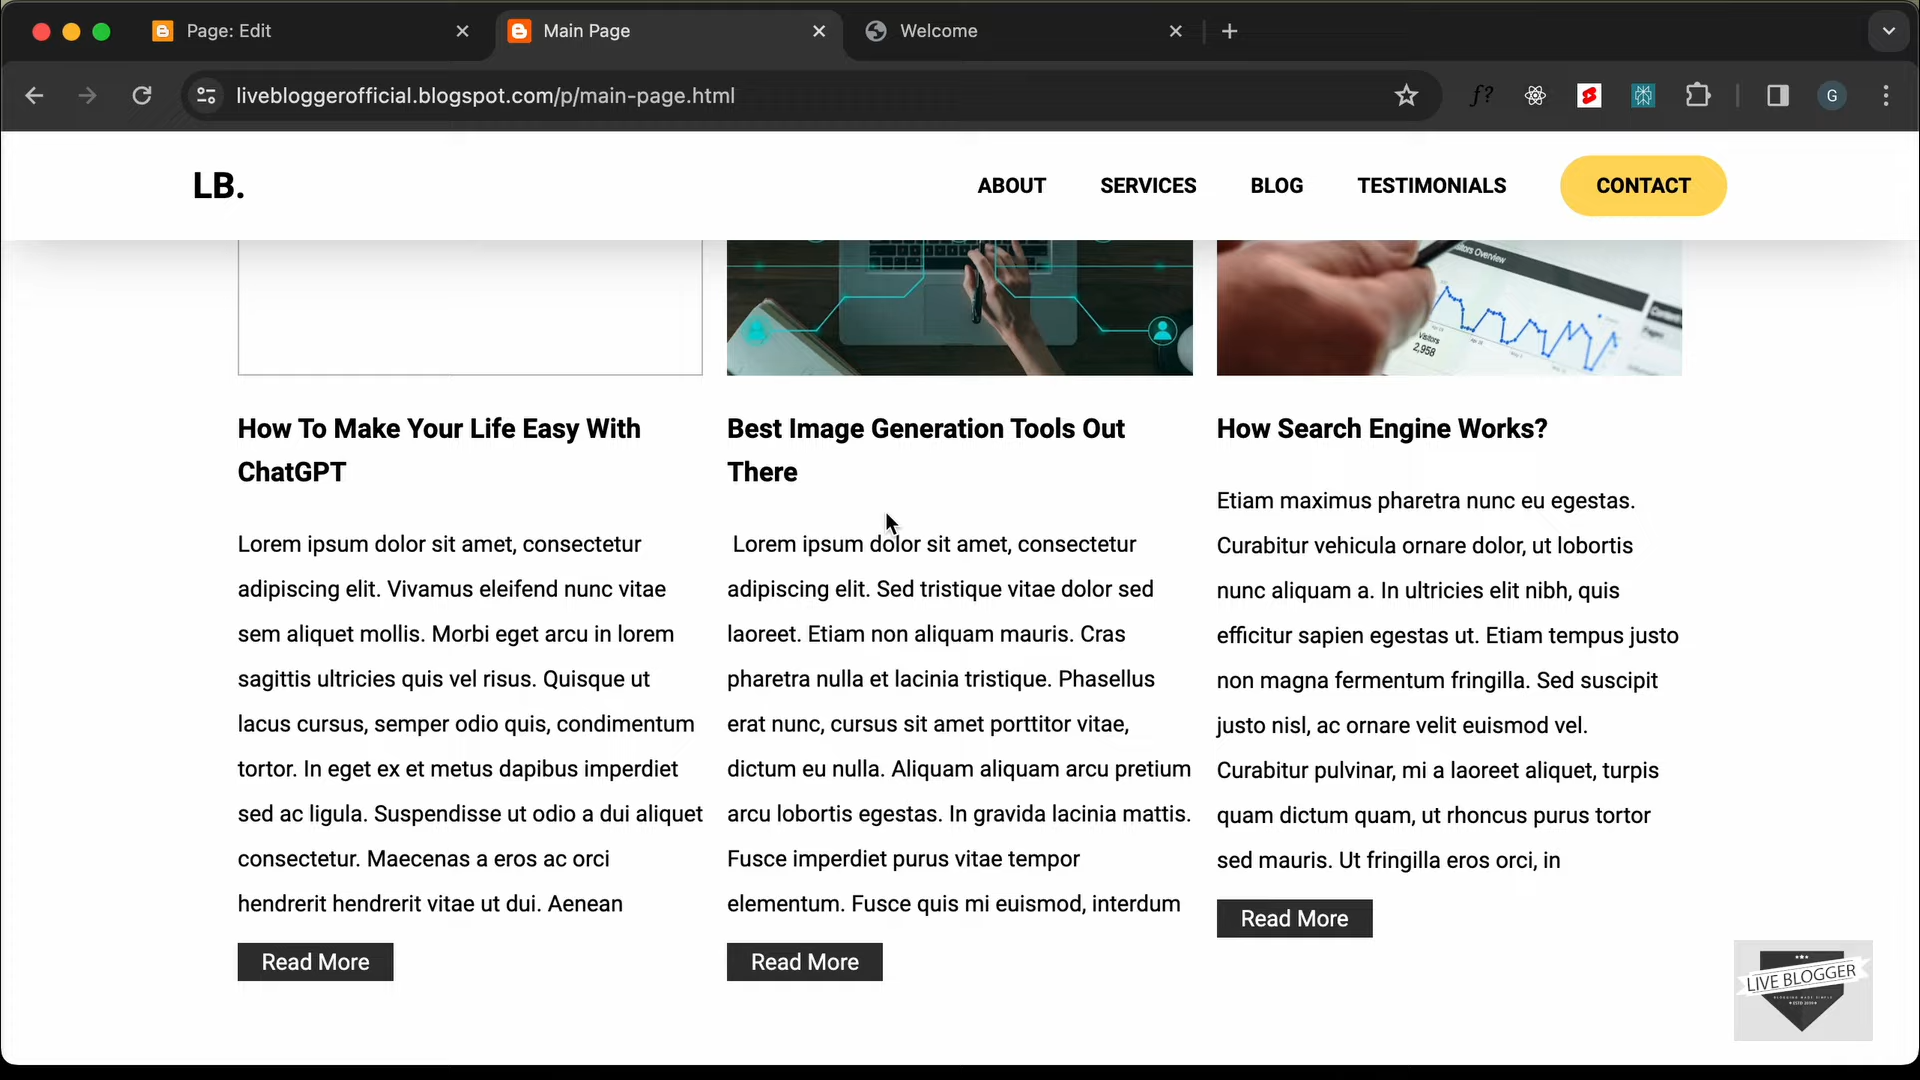 Page: Edit
Main Page
Welcome
livebloggerofficial.blogspot.com/p/main-page.html
f?
G
LB.
ABOUT
SERVICES
BLOG
TESTIMONIALS
CONTACT
Visitors
2,958
How To Make Your Life Easy With
ChatGPT
Lorem ipsum dolor sit amet, consectetur
adipiscing elit. Vivamus eleifend nunc vitae
sem aliquet mollis. Morbi eget arcu in lorem
sagittis ultricies quis vel risus. Quisque ut
lacus cursus, semper odio quis, condimentum
tortor. In eget ex et metus dapibus imperdiet
sed ac ligula. Suspendisse ut odio a dui aliquet
consectetur. Maecenas a eros ac orci
hendrerit hendrerit vitae ut dui. Aenean
Read More
Best Image Generation Tools Out
There
Lorem ipsum dolor sit amet, consectetur
adipiscing elit. Sed tristique vitae dolor sed
laoreet. Etiam non aliquam mauris. Cras
pharetra nulla et lacinia tristique. Phasellus
erat nunc, cursus sit amet porttitor vitae,
dictum eu nulla. Aliquam aliquam arcu pretium
arcu lobortis egestas. In gravida lacinia mattis.
Fusce imperdiet purus vitae tempor
elementum. Fusce quis mi euismod, interdum
Read More
How Search Engine Works?
Etiam maximus pharetra nunc eu egestas.
Curabitur vehicula ornare dolor, ut lobortis
nunc aliquam a. In ultricies elit nibh, quis
efficitur sapien egestas ut. Etiam tempus justo
non magna fermentum fringilla. Sed suscipit
justo nisl, ac ornare velit euismod vel.
Curabitur pulvinar, mi a laoreet aliquet, turpis
quam dictum quam, ut rhoncus purus tortor
sed mauris. Ut fringilla eros orci, in
Read More
LIVE BLOGGER